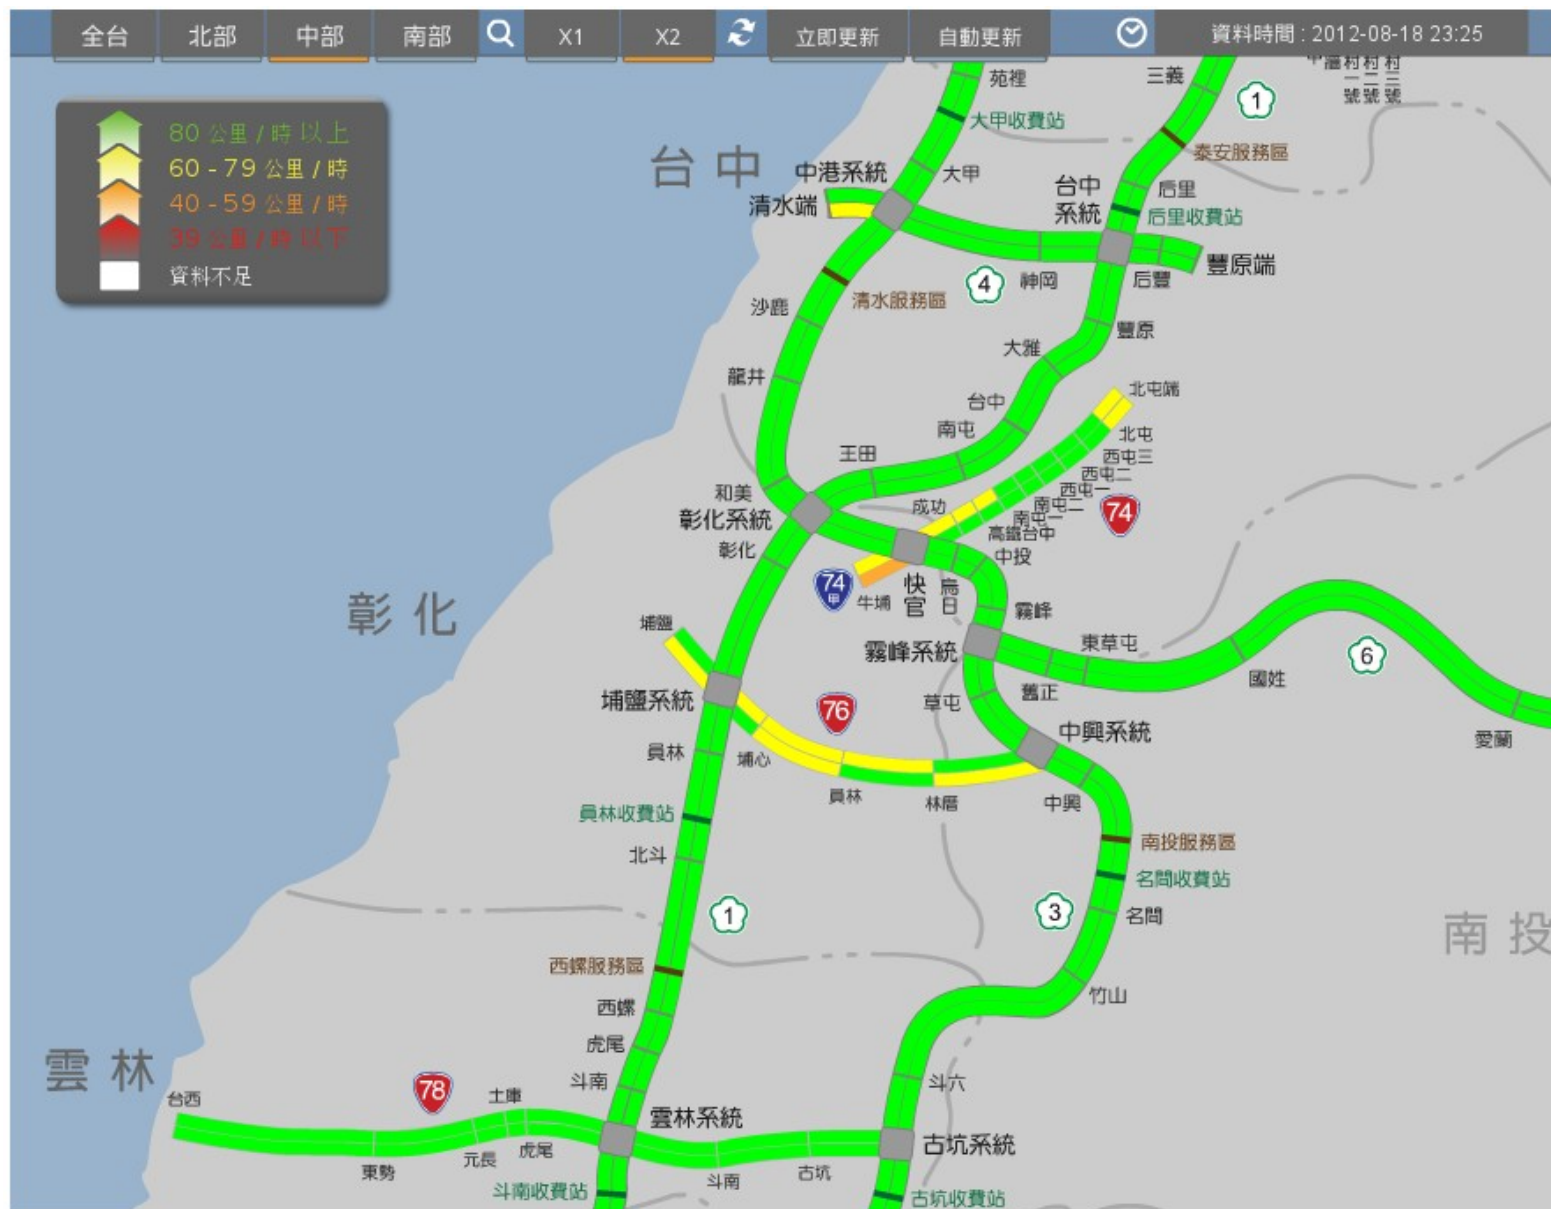 全台 北部 中部 南部 X1 X2 立即更新 自動更新 資料時間 : 2012-08-18 23:25
80 公里 / 時 以上
60 - 79 公里 / 時
40 - 59 公里 / 時
39 公里 / 時 以下
資料不足
苑裡
三義
村一號
村二號
村三號
1
大甲收費站
泰安服務區
台中
中港系統
大甲
清水端
台中
系統
后里
后里收費站
豐原端
神岡
后豐
4
清水服務區
沙鹿
豐原
大雅
龍井
北屯端
台中
南屯
北屯
王田
西屯三
西屯二
西屯一
南屯二
南屯一
高鐵台中
74
和美
成功
彰化系統
彰化
中投
74
甲
牛埔
快官
烏日
彰化
霧峰
埔鹽
霧峰系統
東草屯
6
國姓
舊正
埔鹽系統
76
草屯
中興系統
愛蘭
員林
埔心
員林
林厝
中興
員林收費站
南投服務區
北斗
名間收費站
1
3
名間
南投
西螺服務區
西螺
竹山
虎尾
雲林
斗南
斗六
78
台西
土庫
雲林系統
古坑系統
東勢
元長
虎尾
斗南
古坑
斗南收費站
古坑收費站